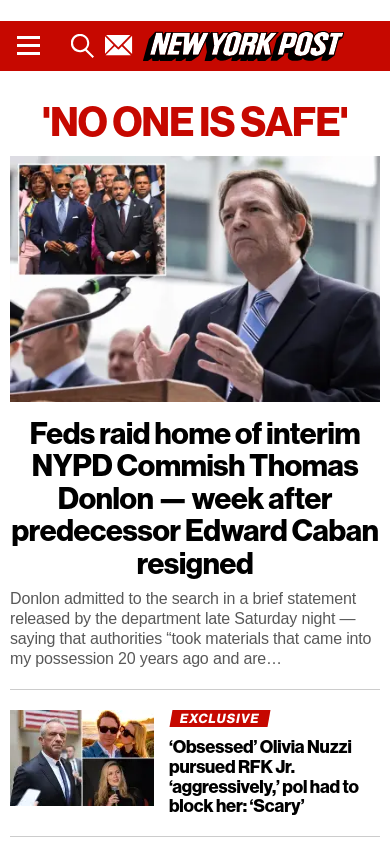 NEW YORK POST
'NO ONE IS SAFE'
Feds raid home of interim
NYPD Commish Thomas
Donlon — week after
predecessor Edward Caban
resigned
Donlon admitted to the search in a brief statement
released by the department late Saturday night —
saying that authorities “took materials that came into
my possession 20 years ago and are…
EXCLUSIVE
‘Obsessed’ Olivia Nuzzi
pursued RFK Jr.
‘aggressively,’ pol had to
block her: ‘Scary’